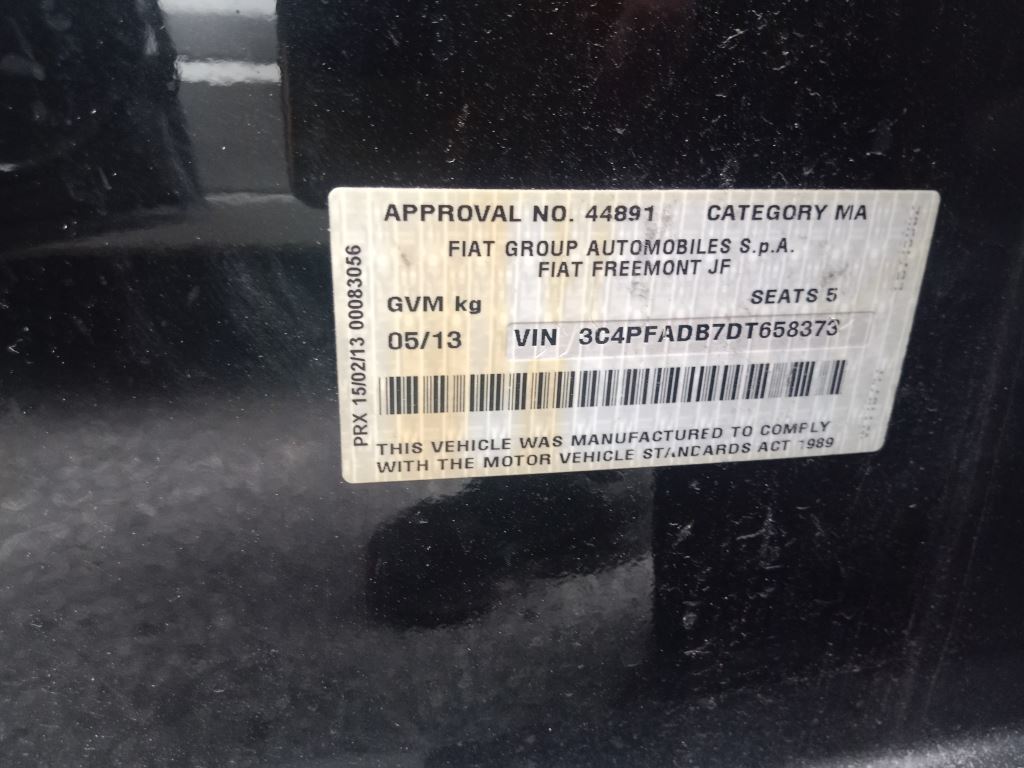 APPROVAL NO. 44891 CATEGORY MA
FIAT GROUP AUTOMOBILES S.p.A.
FIAT FREEMONT JF
GVM kg SEATS 5
05/13 VIN 3C4PFADB7DT658373
THIS VEHICLE WAS MANUFACTURED TO COMPLY
WITH THE MOTOR VEHICLE STANDARDS ACT 1989
PRX 15/02/13 00083056